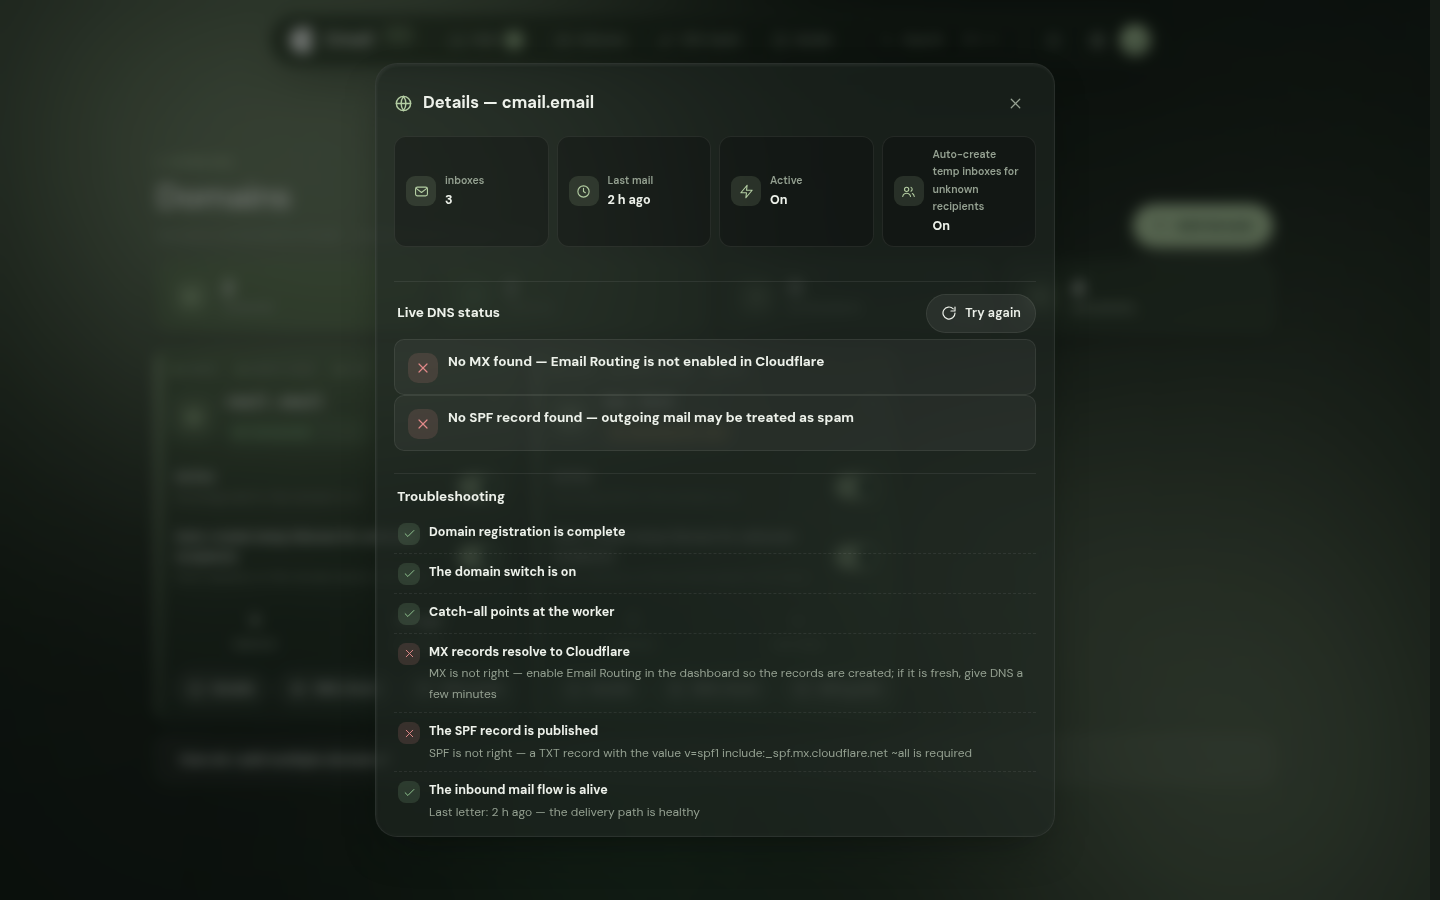 Details — cmail.email
inboxes
3
Last mail
2 h ago
Active
On
Auto-create
temp inboxes for
unknown
recipients
On
Live DNS status
Try again
No MX found — Email Routing is not enabled in Cloudflare
No SPF record found — outgoing mail may be treated as spam
Troubleshooting
Domain registration is complete
The domain switch is on
Catch-all points at the worker
MX records resolve to Cloudflare
MX is not right — enable Email Routing in the dashboard so the records are created; if it is fresh, give DNS a
few minutes
The SPF record is published
SPF is not right — a TXT record with the value v=spf1 include:_spf.mx.cloudflare.net ~all is required
The inbound mail flow is alive
Last letter: 2 h ago — the delivery path is healthy